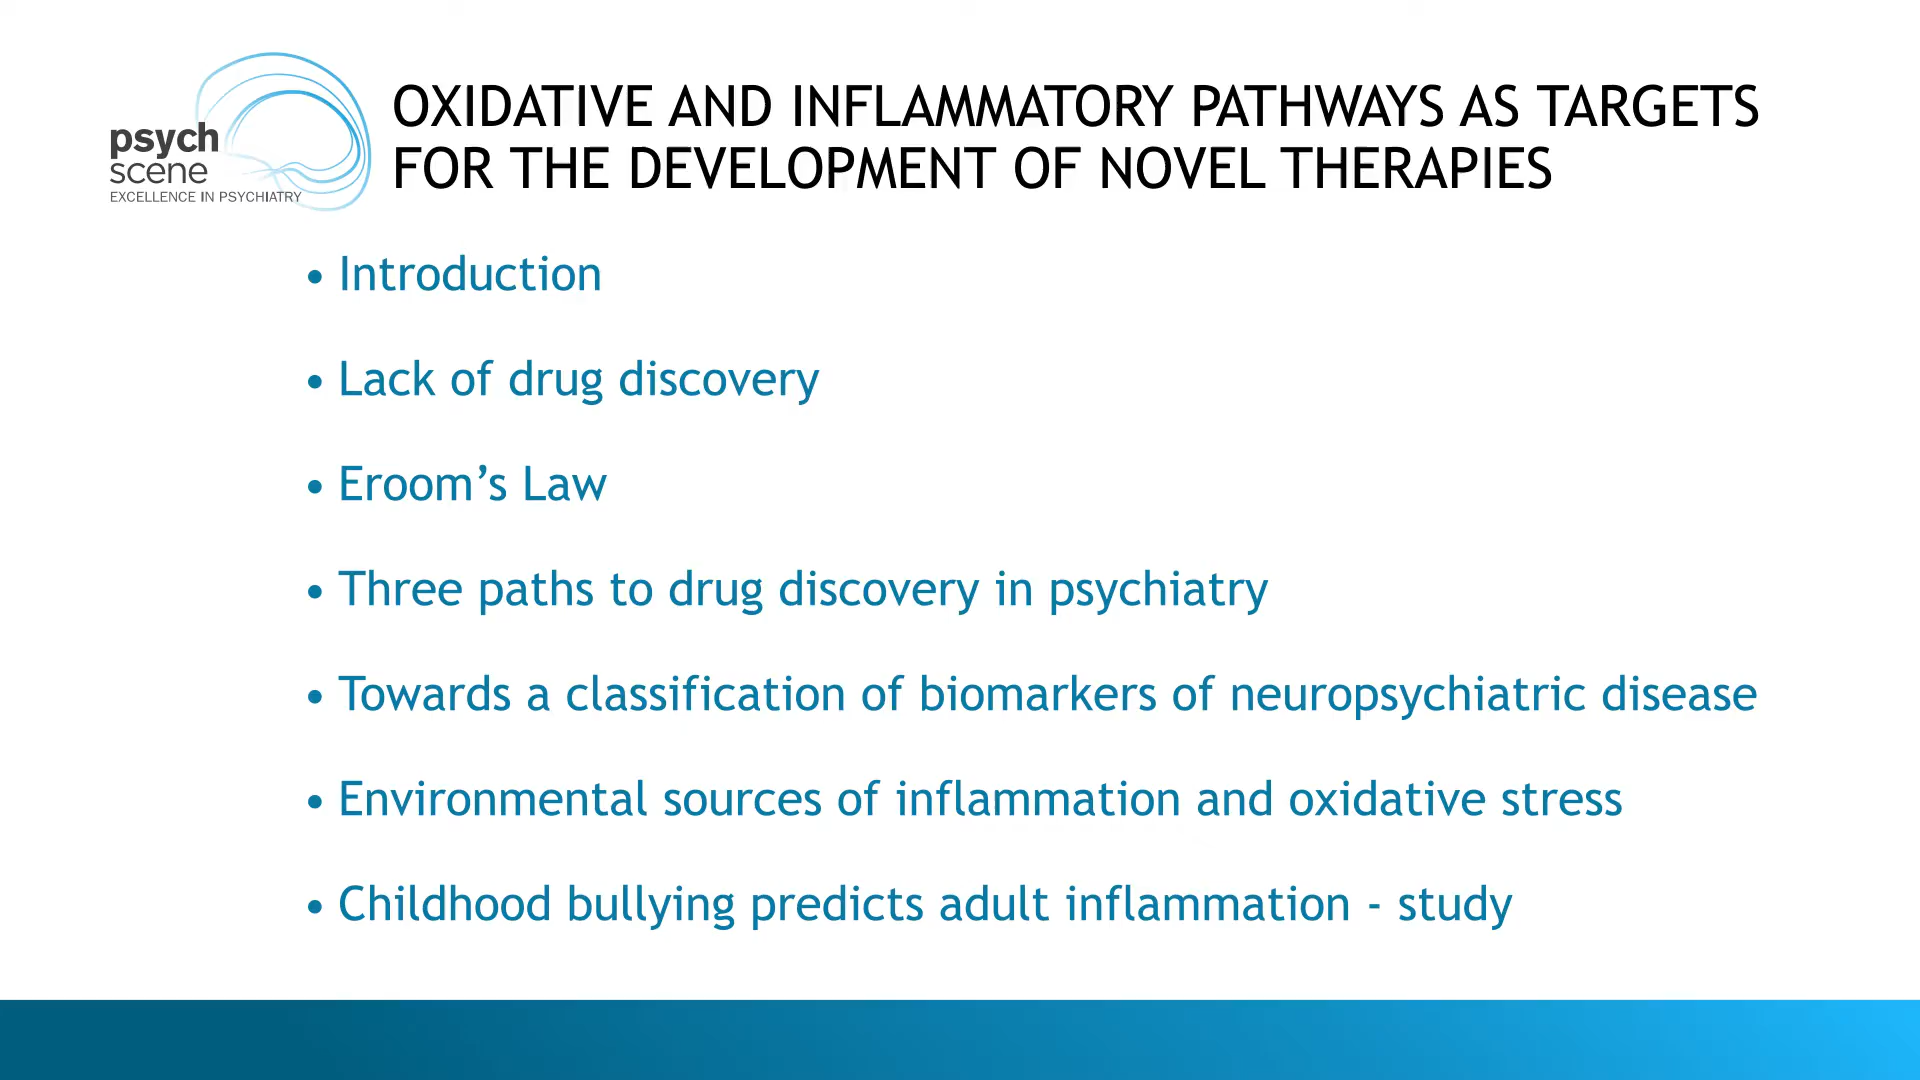 psych
scene
EXCELLENCE IN PSYCHIATRY
OXIDATIVE AND INFLAMMATORY PATHWAYS AS TARGETS
FOR THE DEVELOPMENT OF NOVEL THERAPIES
• Introduction
• Lack of drug discovery
• Eroom’s Law
• Three paths to drug discovery in psychiatry
• Towards a classification of biomarkers of neuropsychiatric disease
• Environmental sources of inflammation and oxidative stress
• Childhood bullying predicts adult inflammation - study